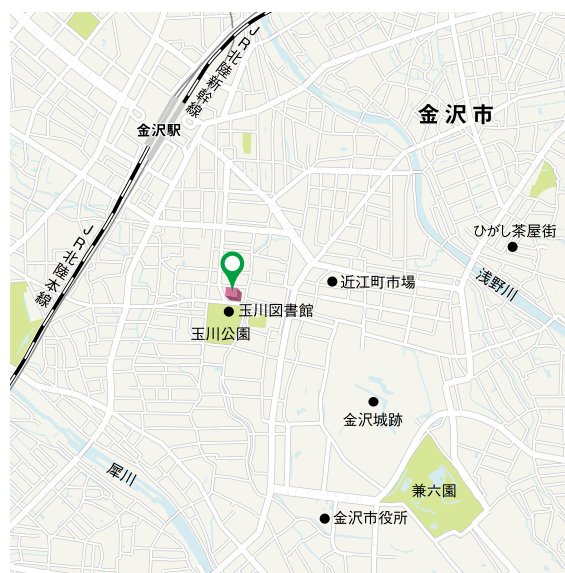 JR北陸新幹線
金沢市
金沢駅
ひがし茶屋街
JR北陸本線
近江町市場
浅野川
玉川図書館
玉川公園
金沢城跡
犀川
兼六園
金沢市役所